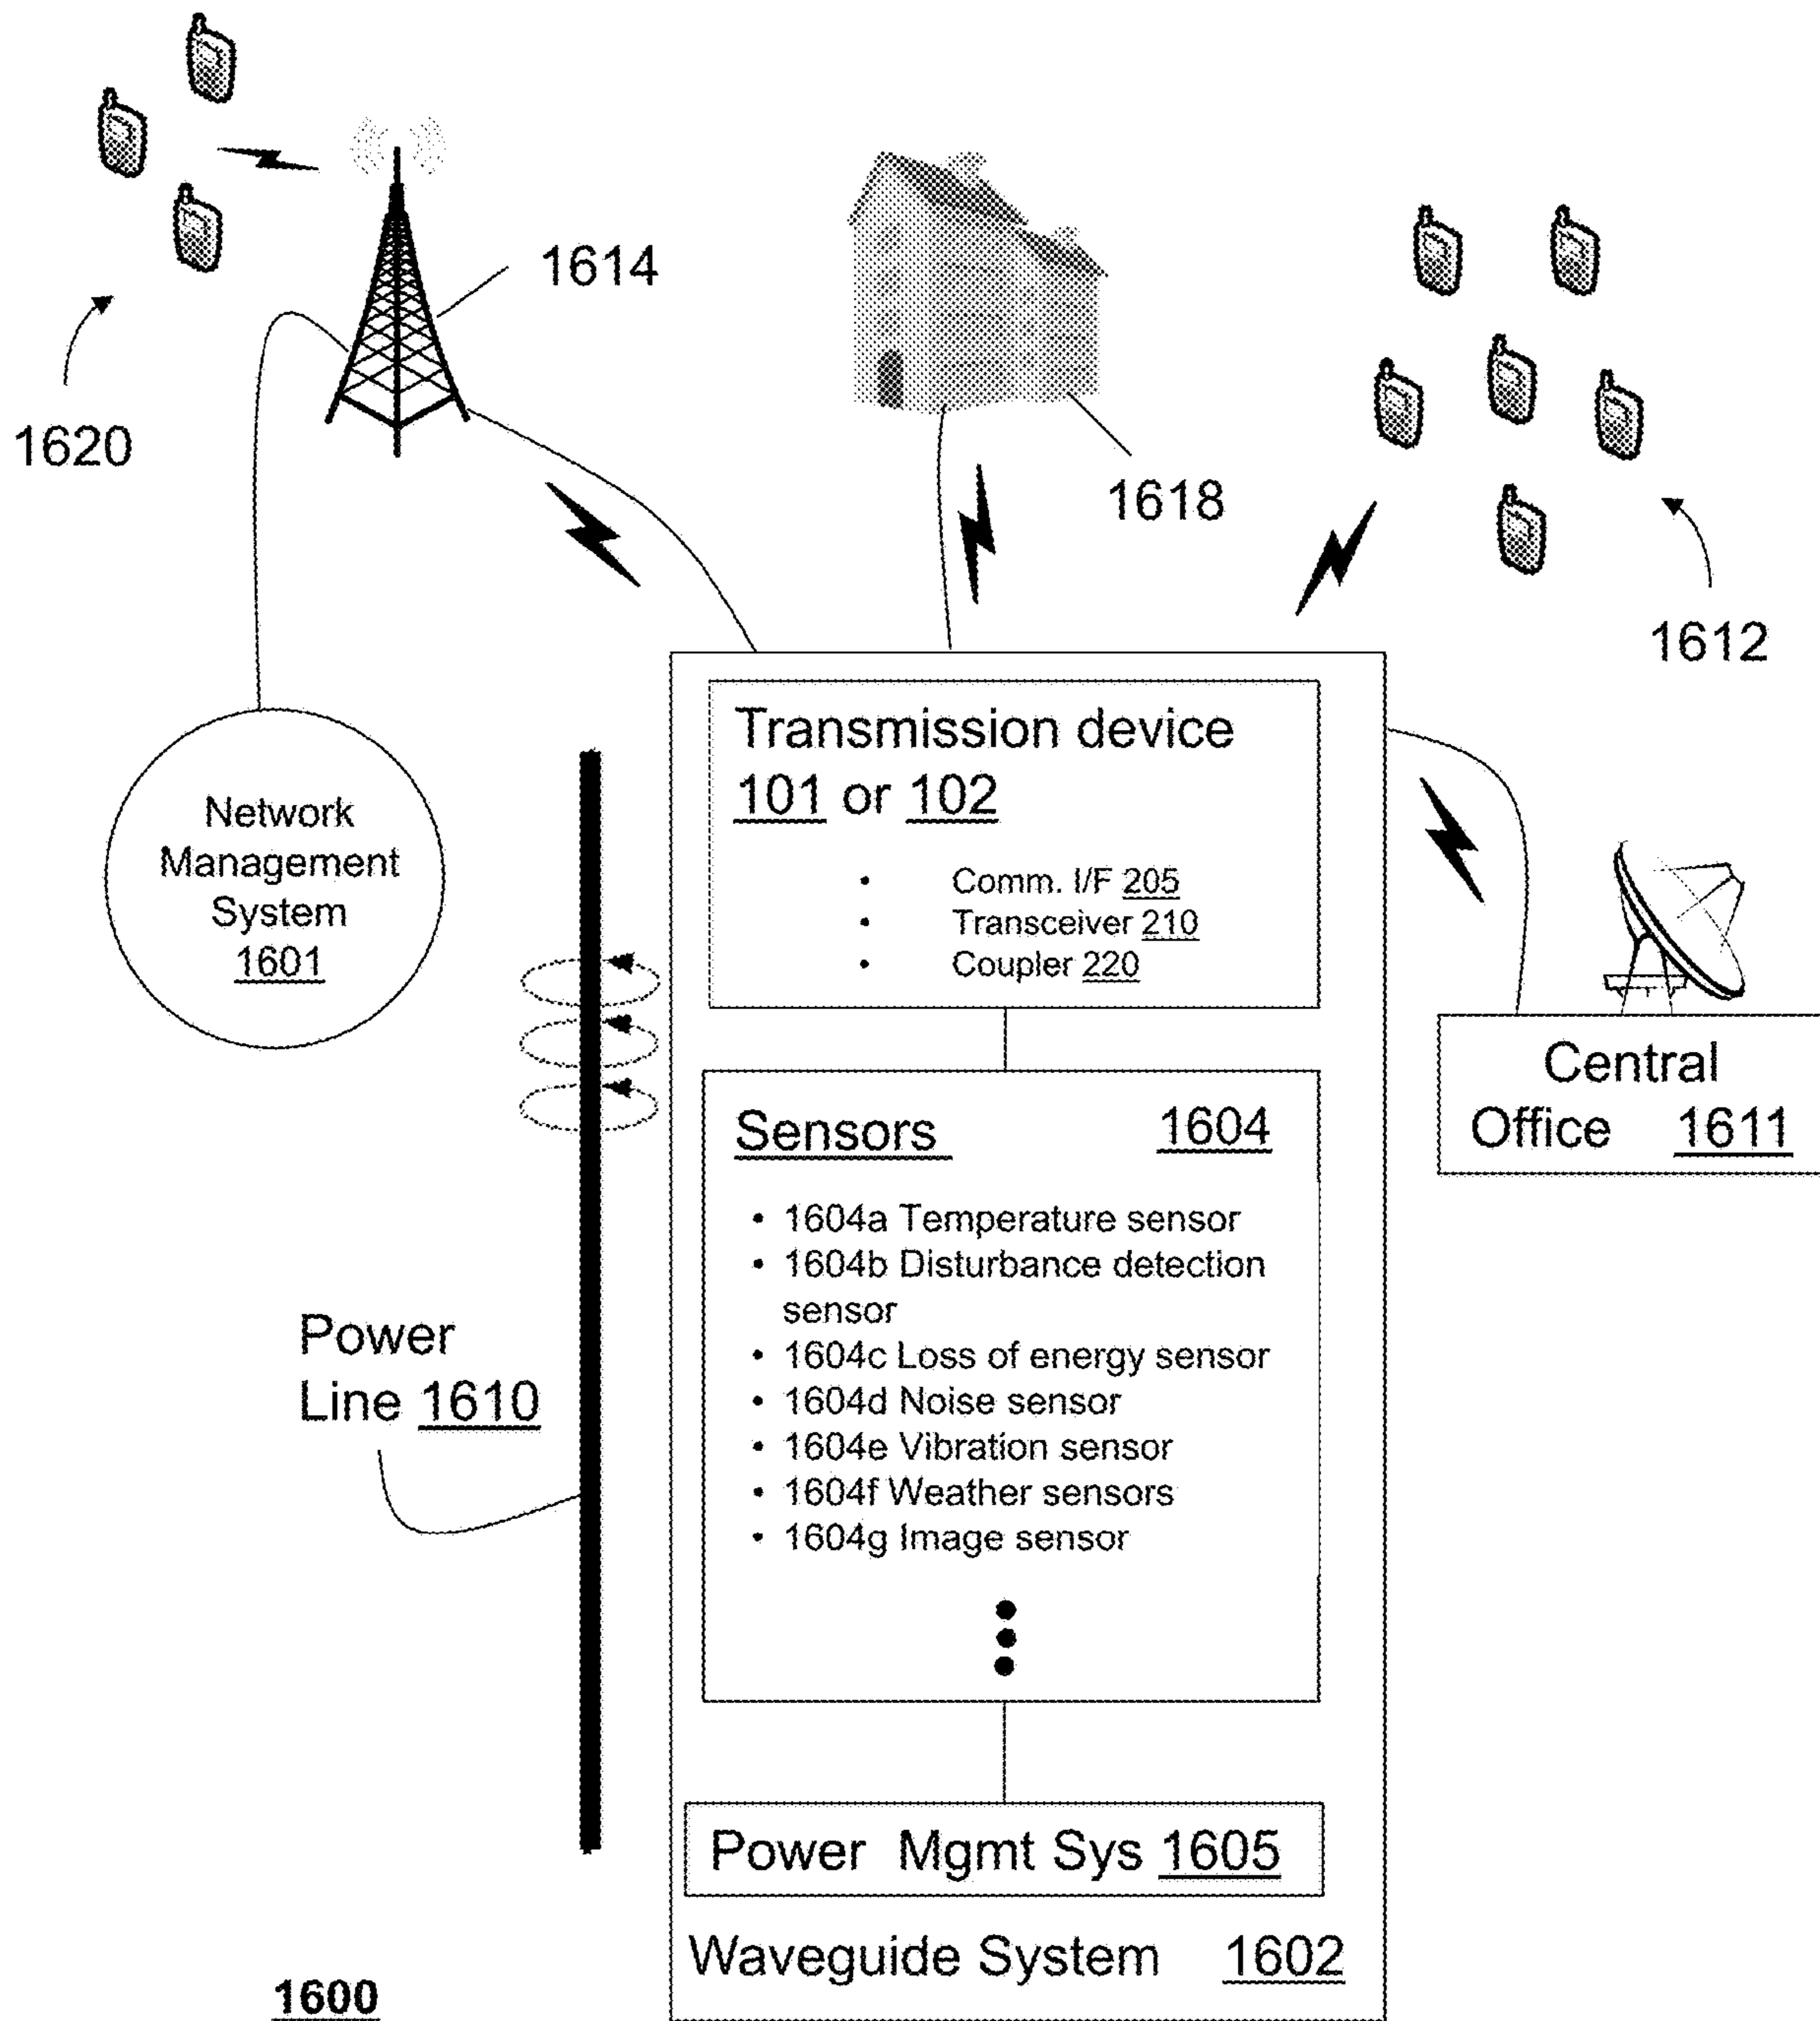 1614
1620
1618
1612
Network
Management
System
1601
Transmission device
101 or 102
• Comm. I/F 205
• Transceiver 210
• Coupler 220
Central
Office 1611
Sensors 1604
• 1604a Temperature sensor
• 1604b Disturbance detection
sensor
• 1604c Loss of energy sensor
• 1604d Noise sensor
• 1604e Vibration sensor
• 1604f Weather sensors
• 1604g Image sensor
Power
Line 1610
Power Mgmt Sys 1605
Waveguide System 1602
1600